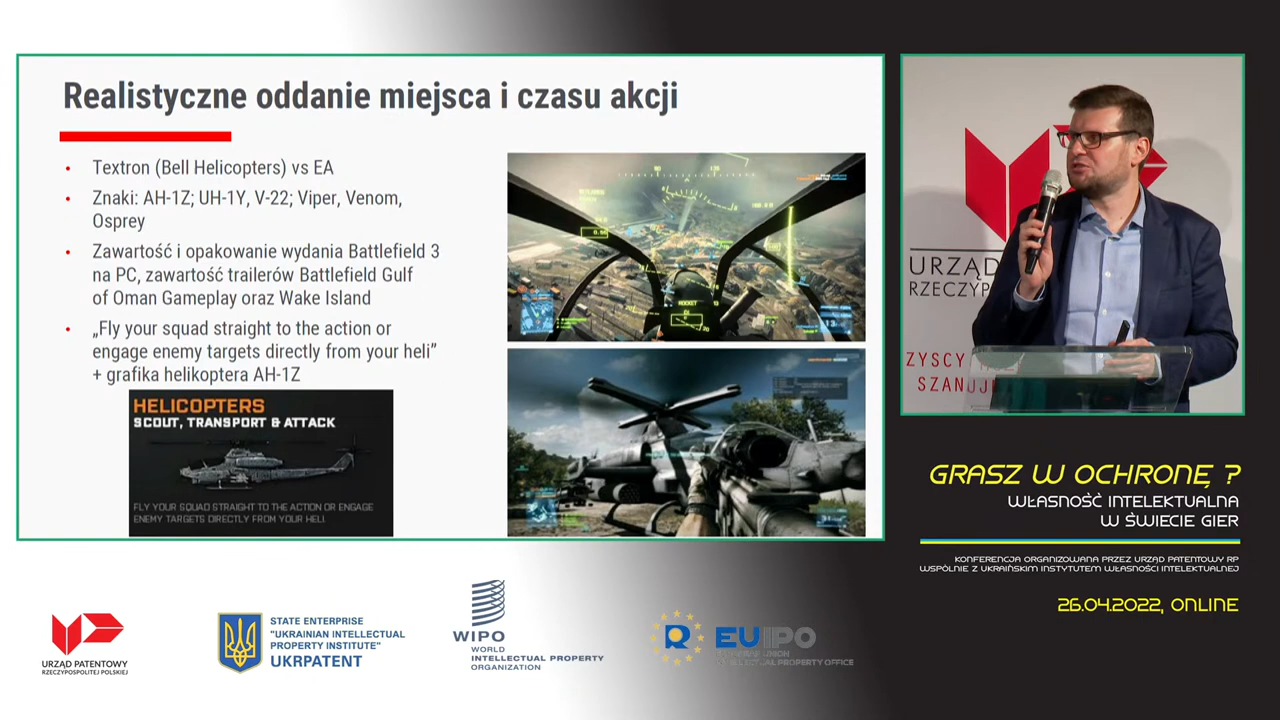 Realistyczne oddanie miejsca i czasu akcji
• Textron (Bell Helicopters) vs EA
• Znaki: AH-1Z; UH-1Y, V-22; Viper, Venom,
Osprey
• Zawartość i opakowanie wydania Battlefield 3
na PC, zawartość trailerów Battlefield Gulf
of Oman Gameplay oraz Wake Island
• „Fly your squad straight to the action or
engage enemy targets directly from your heli”
+ grafika helikoptera AH-1Z
HELICOPTERS
SCOUT, TRANSPORT & ATTACK
FLY YOUR SQUAD STRAIGHT TO THE ACTION OR ENGAGE
ENEMY TARGETS DIRECTLY FROM YOUR HELI.
ROCKET
URZĄD
RZECZYP
ZYSCY
SZANUJ
GRASZ W OCHRONĘ ?
WŁASNOŚĆ INTELEKTUALNA
W ŚWIECIE GIER
KONFERENCJA ORGANIZOWANA PRZEZ URZĄD PATENTOWY RP
WSPÓLNIE Z UKRAIŃSKIM INSTYTUTEM WŁASNOŚCI INTELEKTUALNEJ
26.04.2022, ONLINE
URZĄD PATENTOWY
RZECZYPOSPOLITEJ POLSKIEJ
STATE ENTERPRISE
"UKRAINIAN INTELLECTUAL
PROPERTY INSTITUTE"
UKRPATENT
WIPO
WORLD
INTELLECTUAL PROPERTY
ORGANIZATION
EUIPO
EUROPEAN UNION
INTELLECTUAL PROPERTY OFFICE